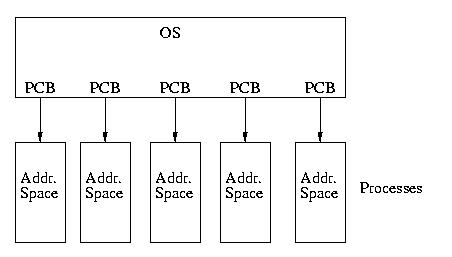 OS
PCB PCB PCB PCB PCB
Addr. Addr. Addr. Addr. Addr.
Space Space Space Space Space
Processes